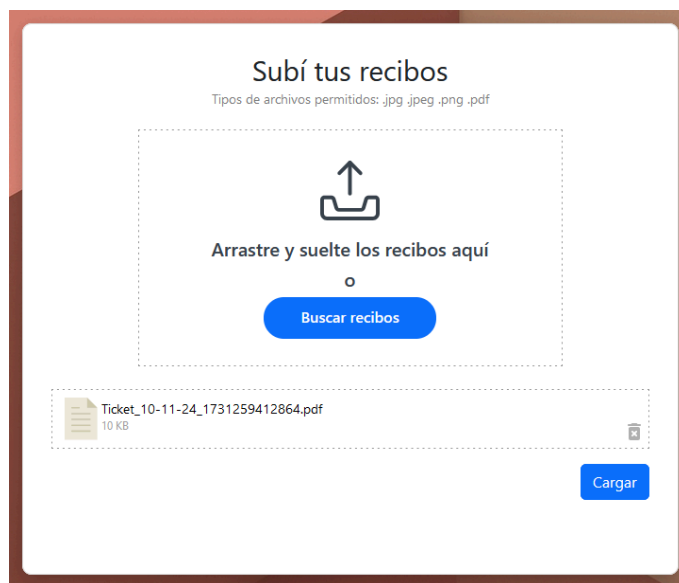 Subí tus recibos
Tipos de archivos permitidos: .jpg .jpeg .png .pdf
Arrastre y suelte los recibos aquí
o
Buscar recibos
Ticket_10-11-24_1731259412864.pdf
10 KB
Cargar